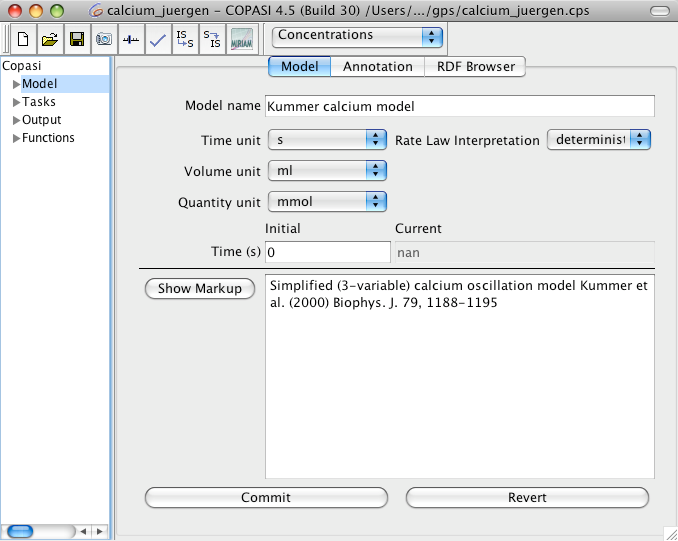 calcium_juergen - COPASI 4.5 (Build 30) /Users/.../gps/calcium_juergen.cps
IS
→S
S→
IS
MIRIAM
Concentrations
Copasi
Model
Tasks
Output
Functions
Model Annotation RDF Browser
Model name Kummer calcium model
Time unit s Rate Law Interpretation determinist
Volume unit ml
Quantity unit mmol
Initial Current
Time (s) 0 nan
Show Markup
Simplified (3-variable) calcium oscillation model Kummer et
al. (2000) Biophys. J. 79, 1188-1195
Commit Revert